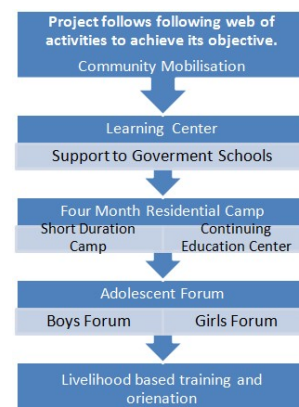 Project follows following web of
activities to achieve its objective.
Community Mobilisation
Learning Center
Support to Goverment Schools
Four Month Residential Camp
Short Duration
Camp
Continuing
Education Center
Adolescent Forum
Boys Forum
Girls Forum
Livelihood based training and
orienation